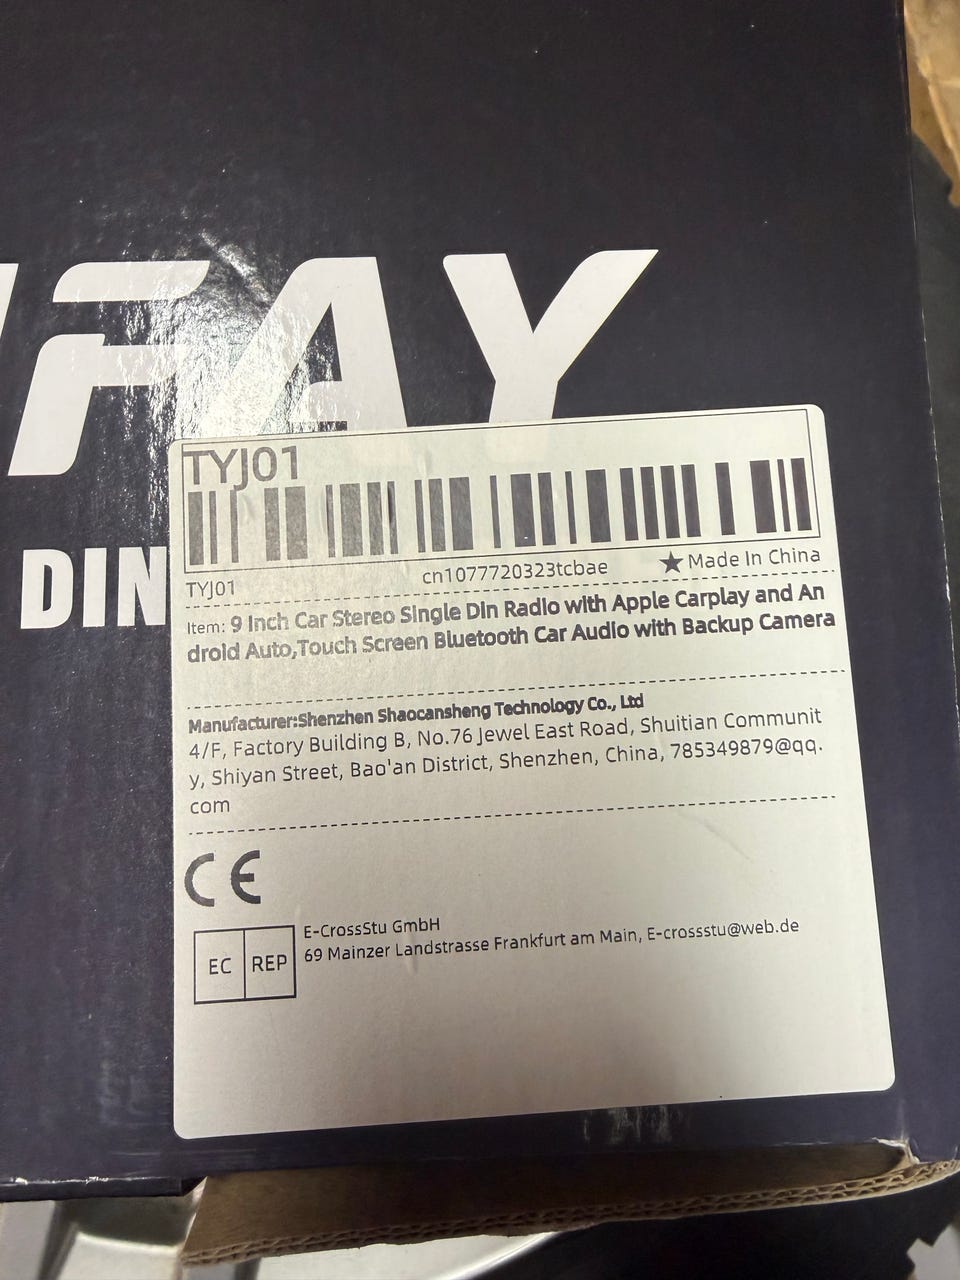 FAY
DIN
TYJ01
TYJ01 cn1077720323tcbae ★ Made In China
Item: 9 Inch Car Stereo Single Din Radio with Apple Carplay and An
droid Auto,Touch Screen Bluetooth Car Audio with Backup Camera
Manufacturer:Shenzhen Shaocansheng Technology Co., Ltd
4/F, Factory Building B, No.76 Jewel East Road, Shuitian Communit
y, Shiyan Street, Bao'an District, Shenzhen, China, 785349879@qq.
com
CE
EC REP
E-CrossStu GmbH
69 Mainzer Landstrasse Frankfurt am Main, E-crossstu@web.de